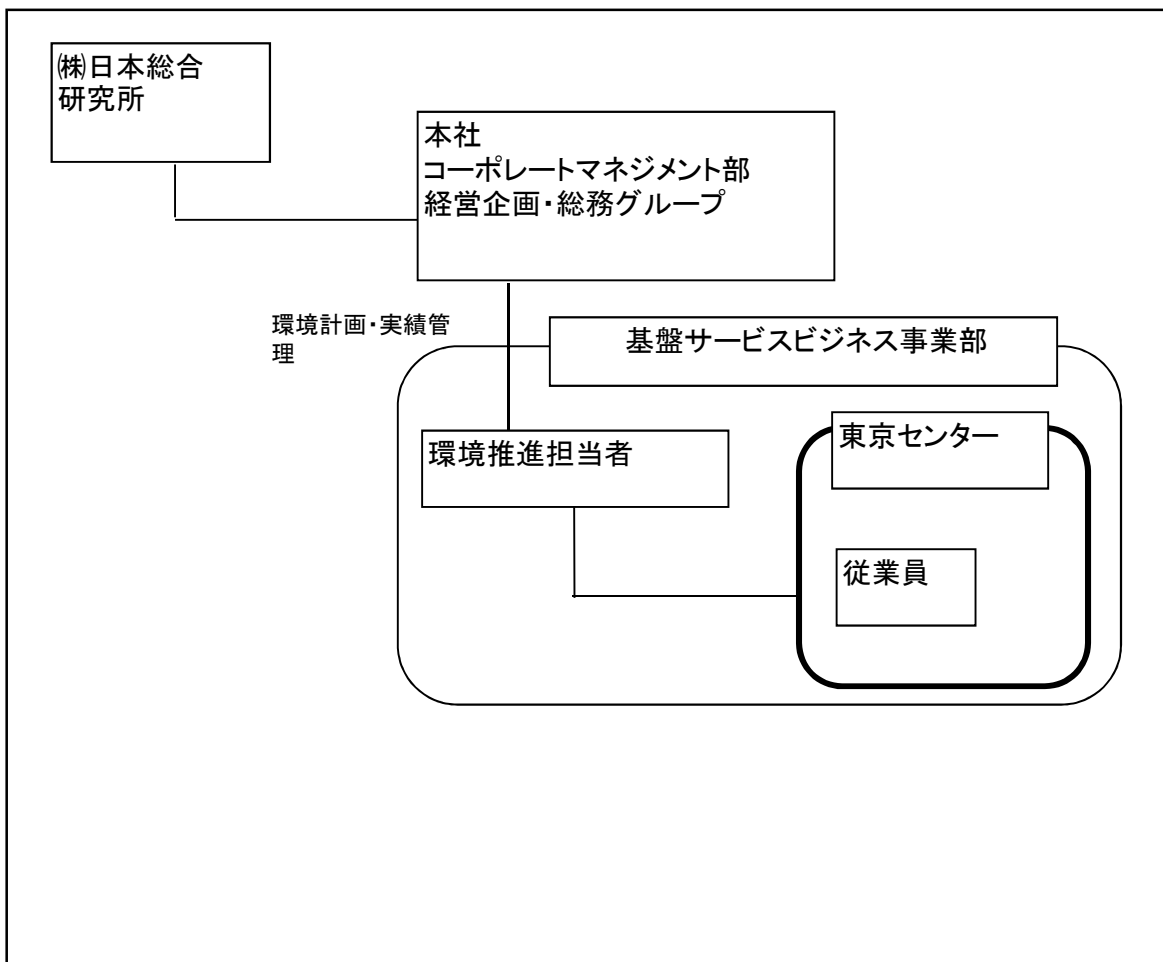 ㈱日本総合
研究所
本社
コーポレートマネジメント部
経営企画・総務グループ
環境計画・実績管
理
基盤サービスビジネス事業部
環境推進担当者
東京センター
従業員